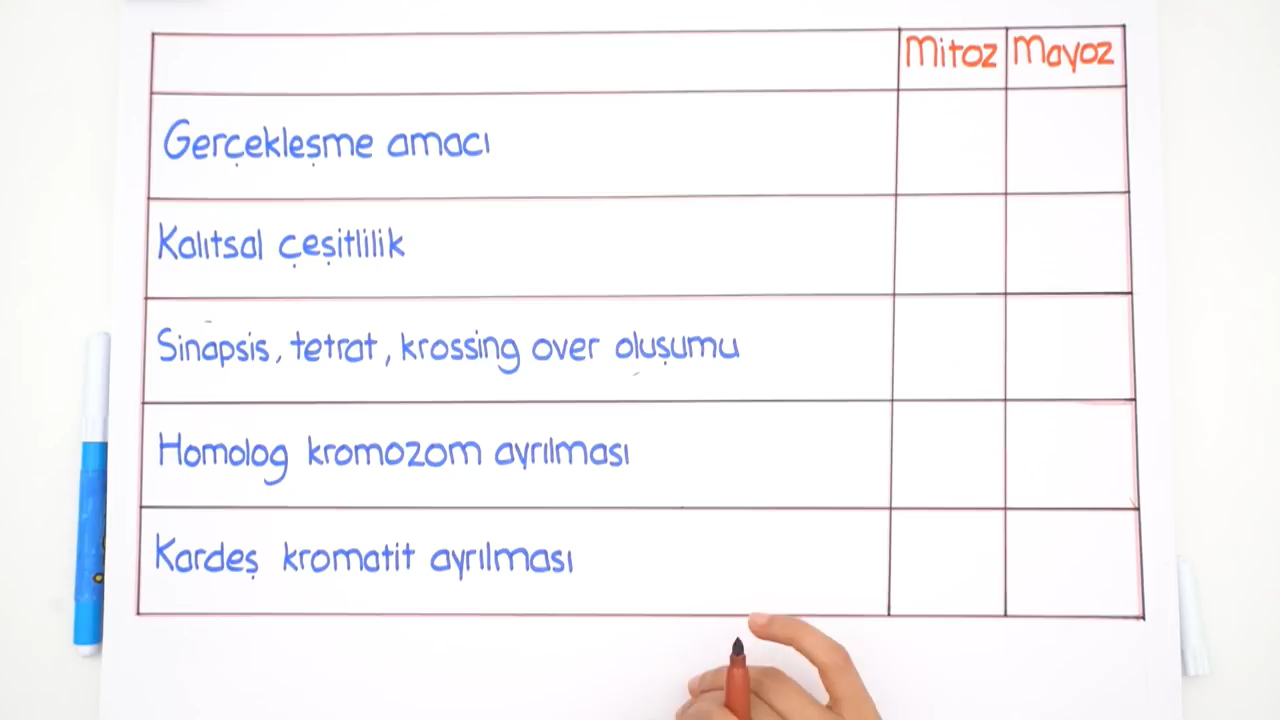 Mitoz Mayoz
Gerçekleşme amacı
Kalıtsal çeşitlilik
Sinapsis, tetrat, krossing over oluşumu
Homolog kromozom ayrılması
Kardeş kromatit ayrılması